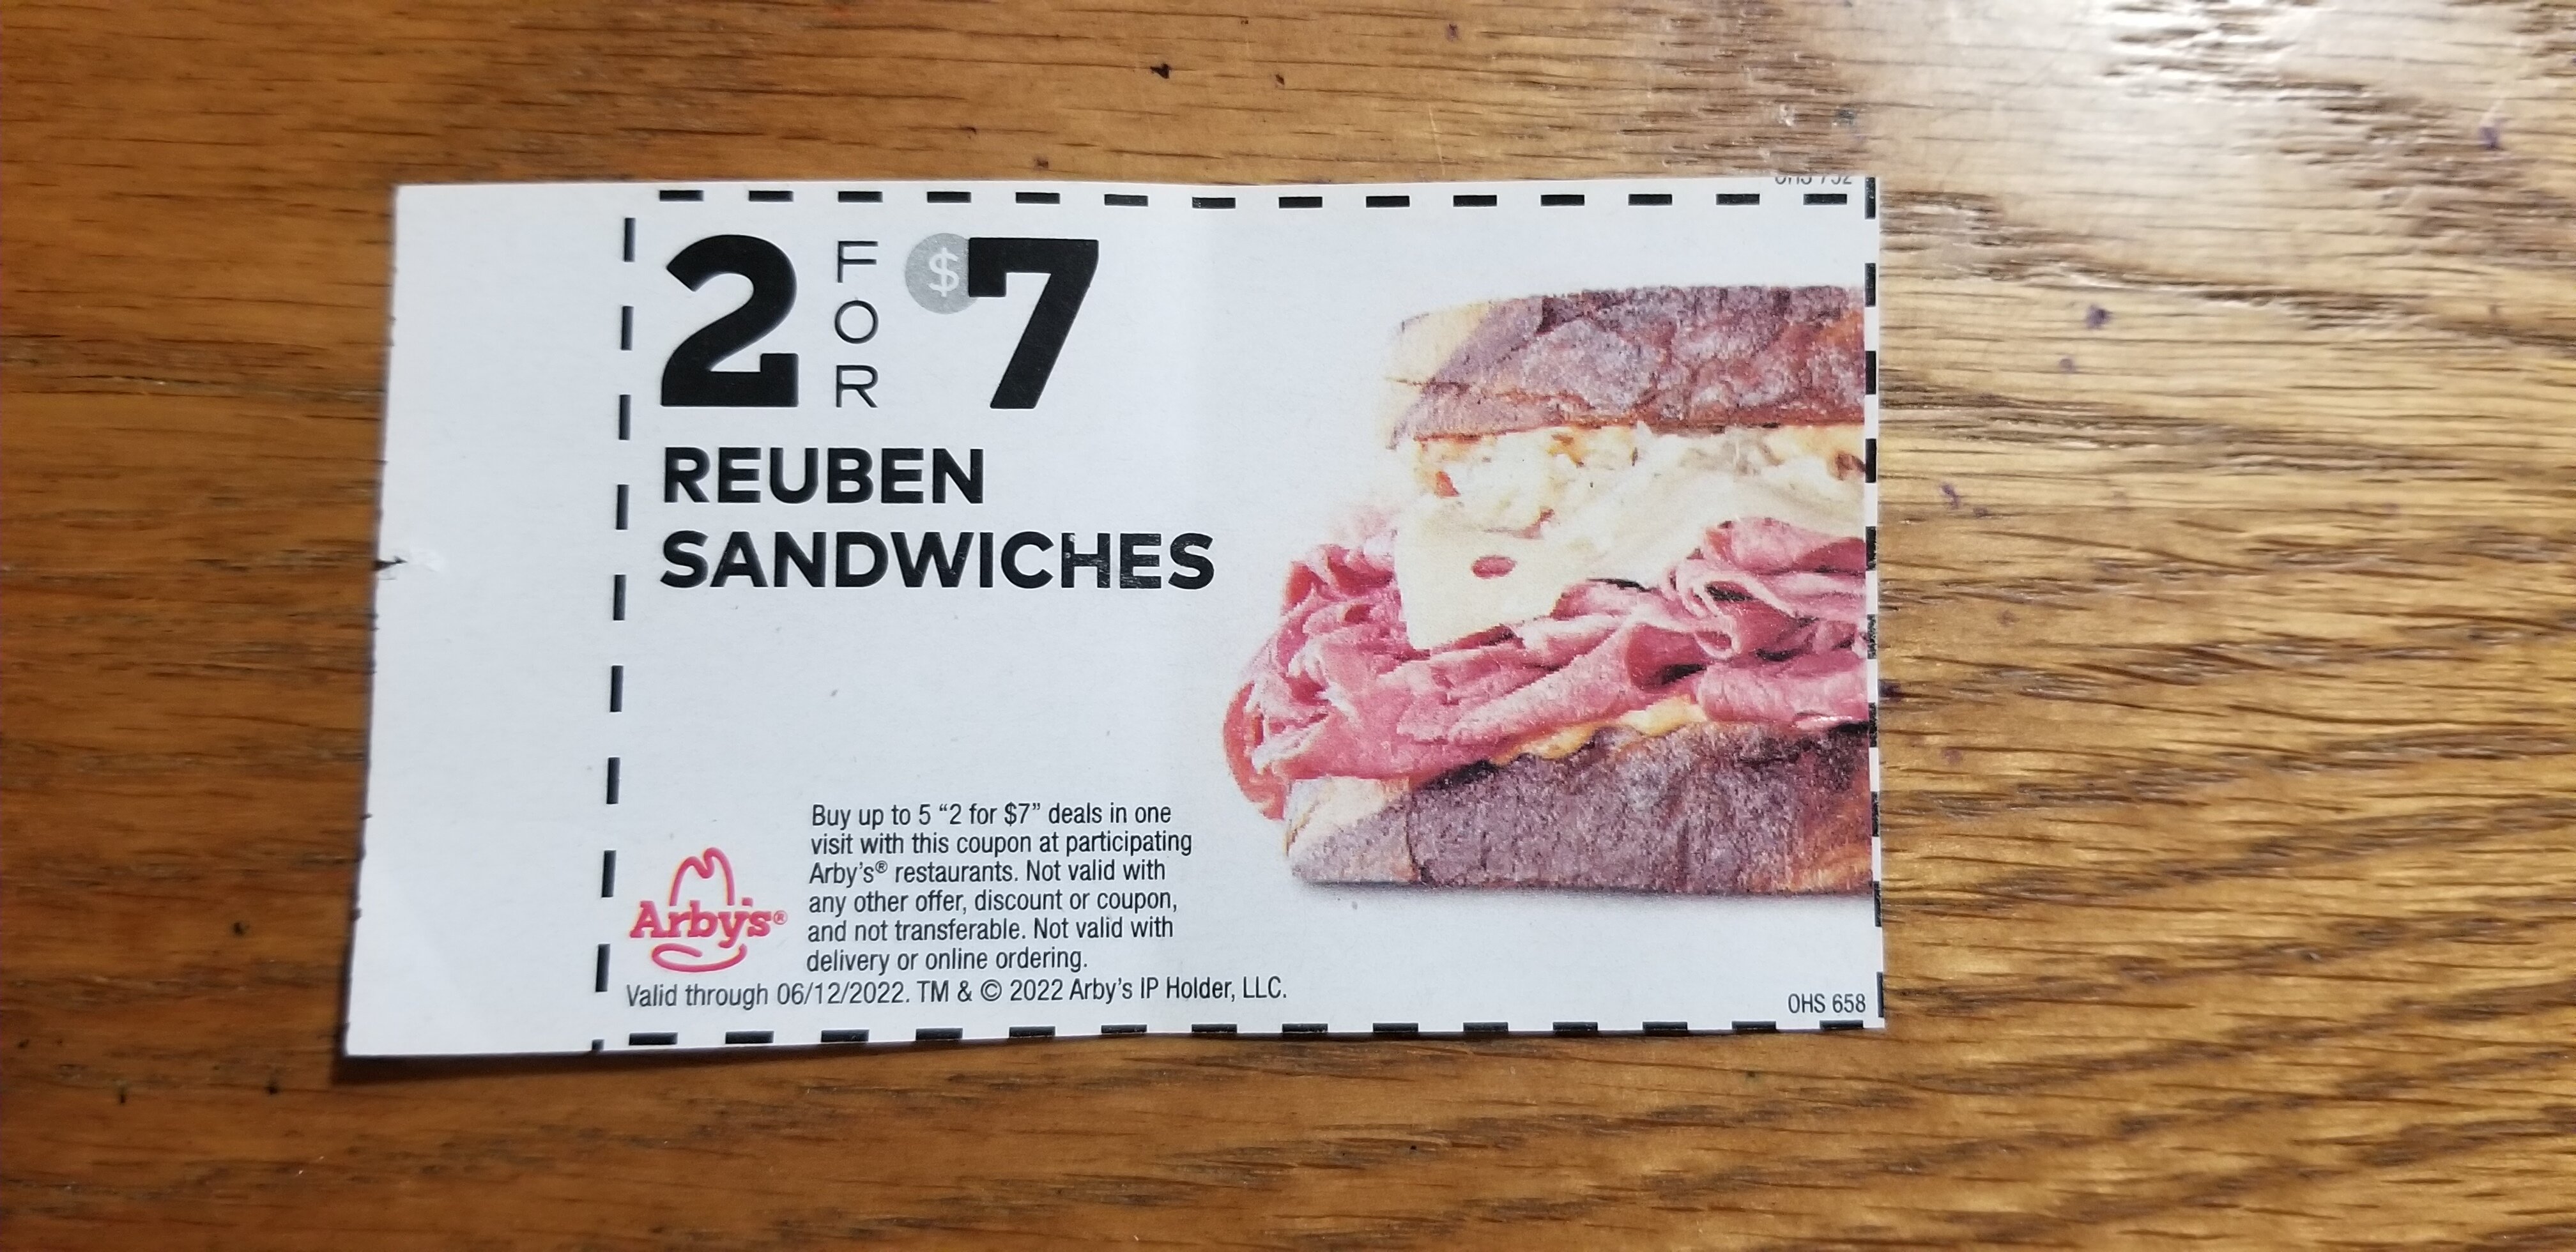 2 FOR $7
REUBEN
SANDWICHES
Buy up to 5 “2 for $7” deals in one
visit with this coupon at participating
Arby's® restaurants. Not valid with
any other offer, discount or coupon,
and not transferable. Not valid with
delivery or online ordering.
Arby's®
Valid through 06/12/2022. TM & © 2022 Arby's IP Holder, LLC.
OHS 658